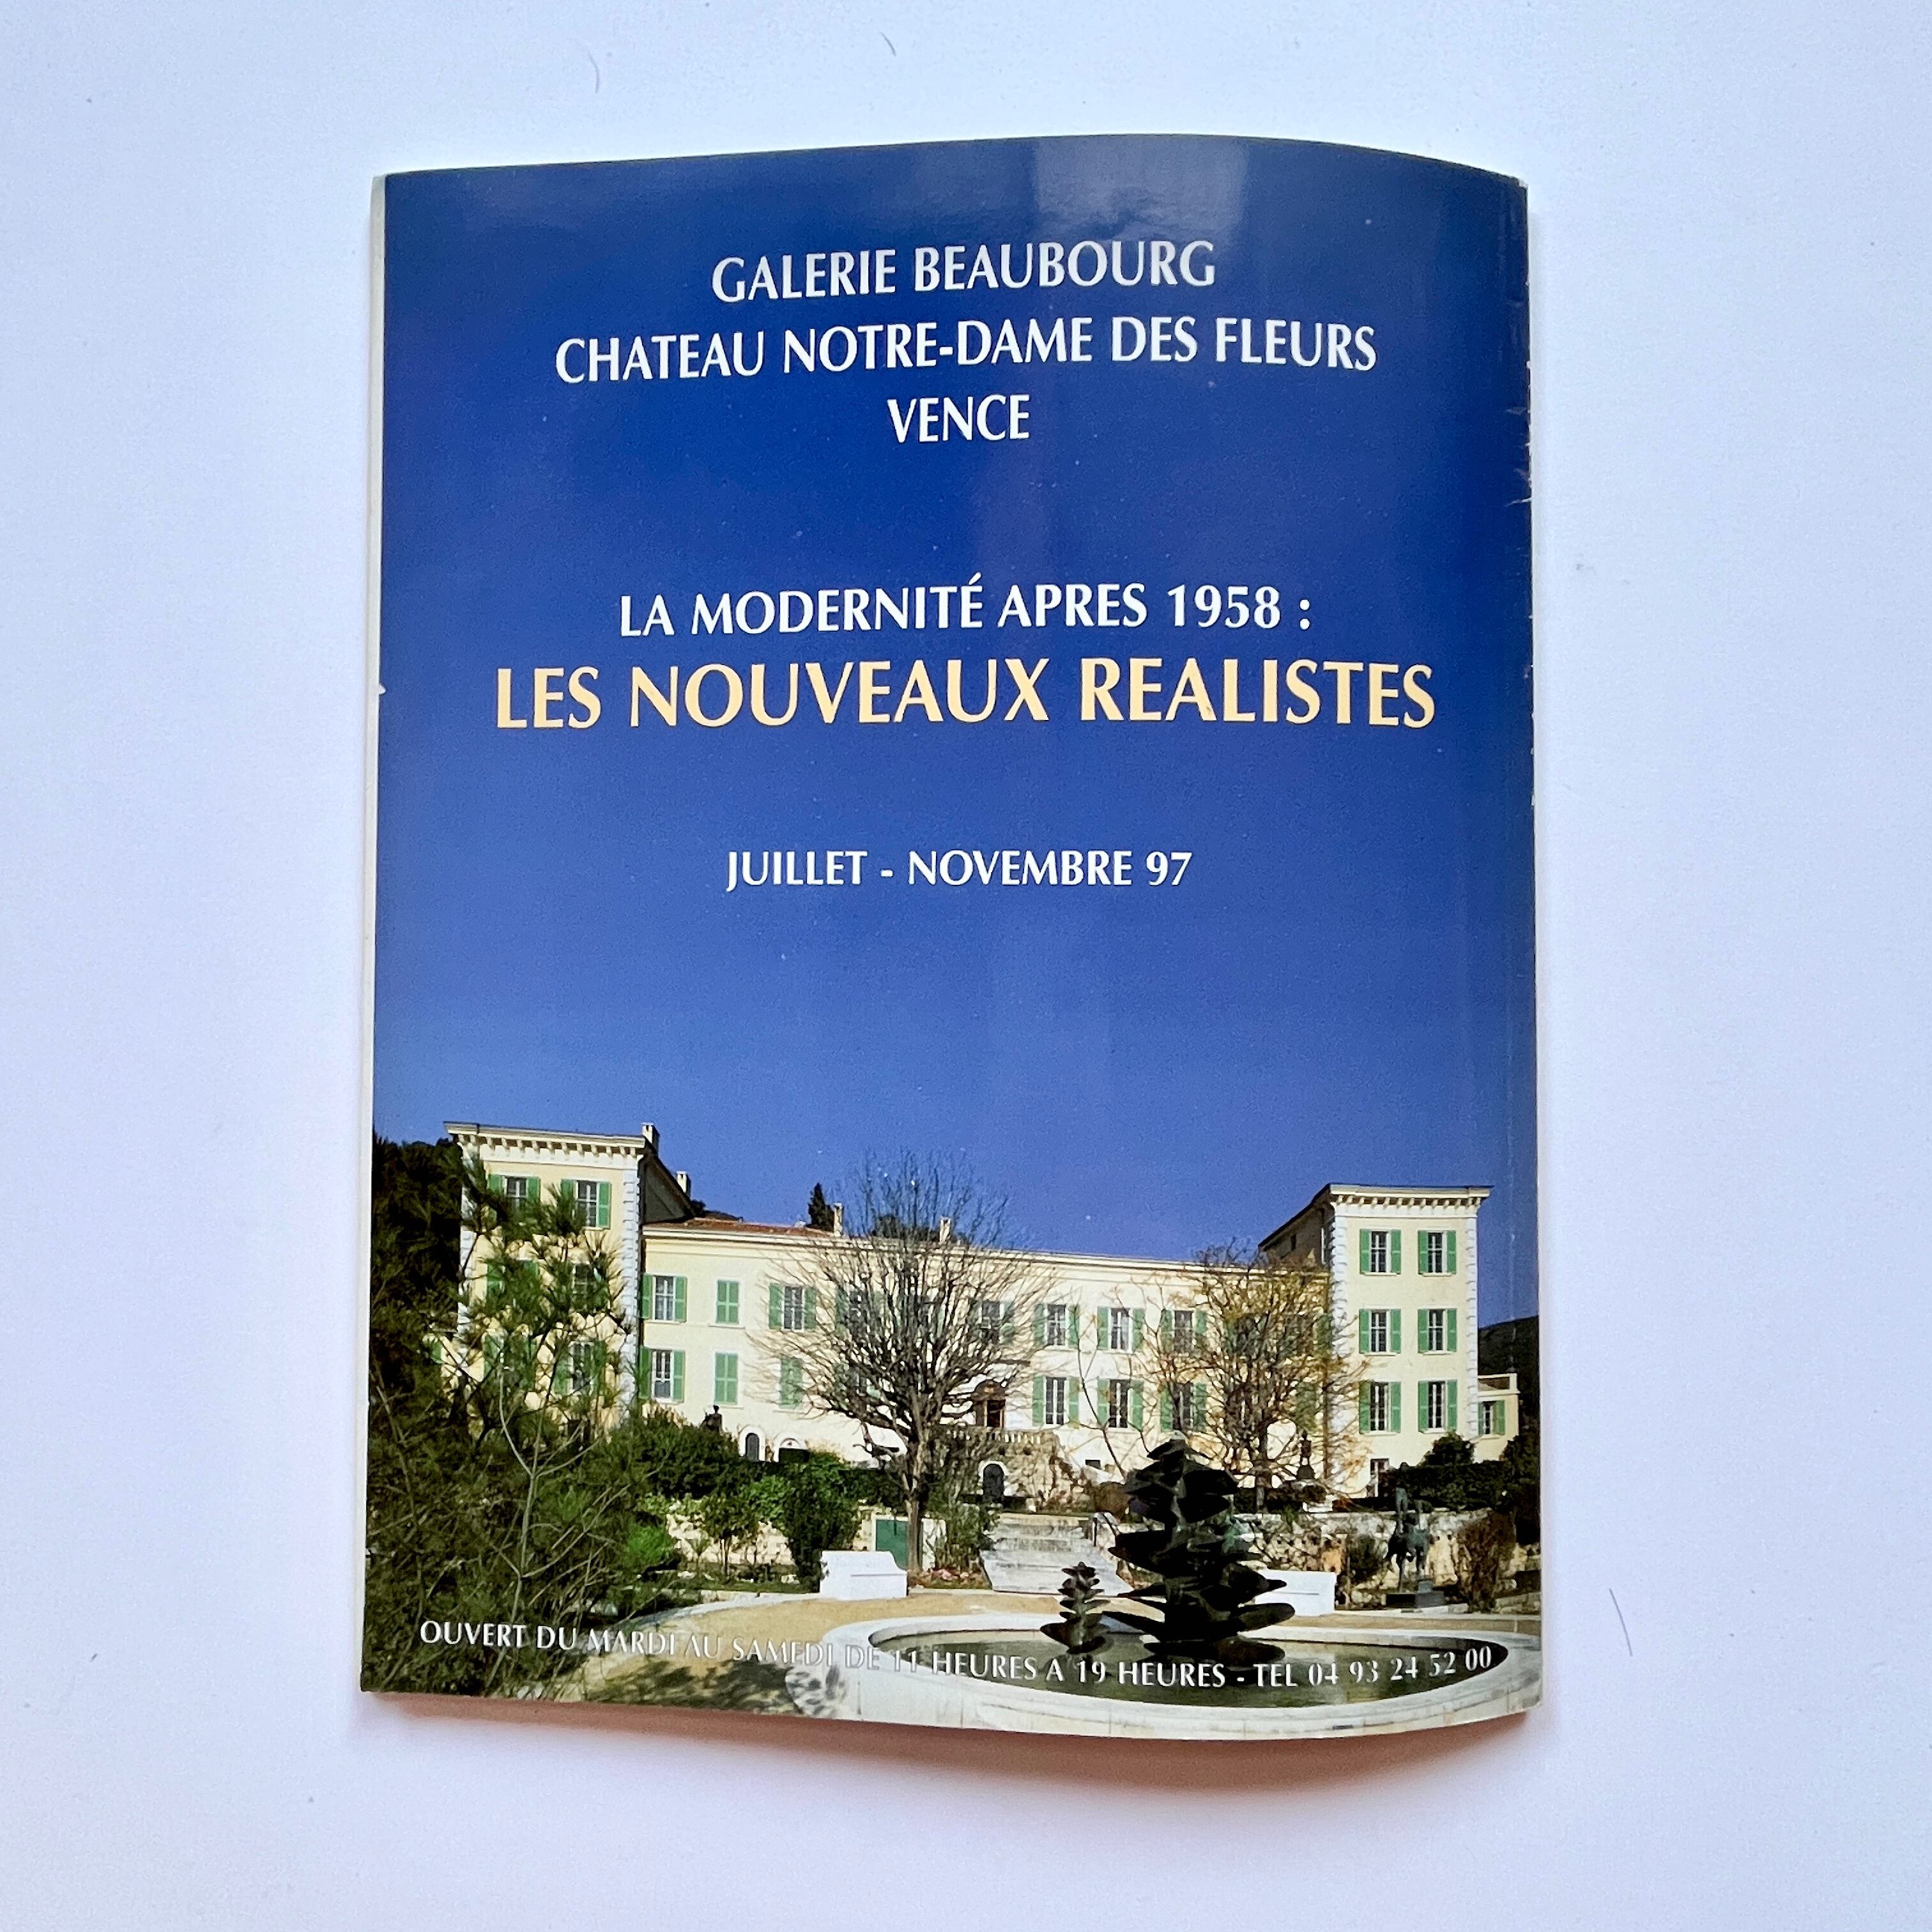 GALERIE BEAUBOURG
CHATEAU NOTRE-DAME DES FLEURS
VENCE
LA MODERNITÉ APRES 1958 :
LES NOUVEAUX REALISTES
JUILLET - NOVEMBRE 97
OUVERT DU MARDI AU SAMEDI DE 11 HEURES A 19 HEURES - TEL 04 93 24 52 00